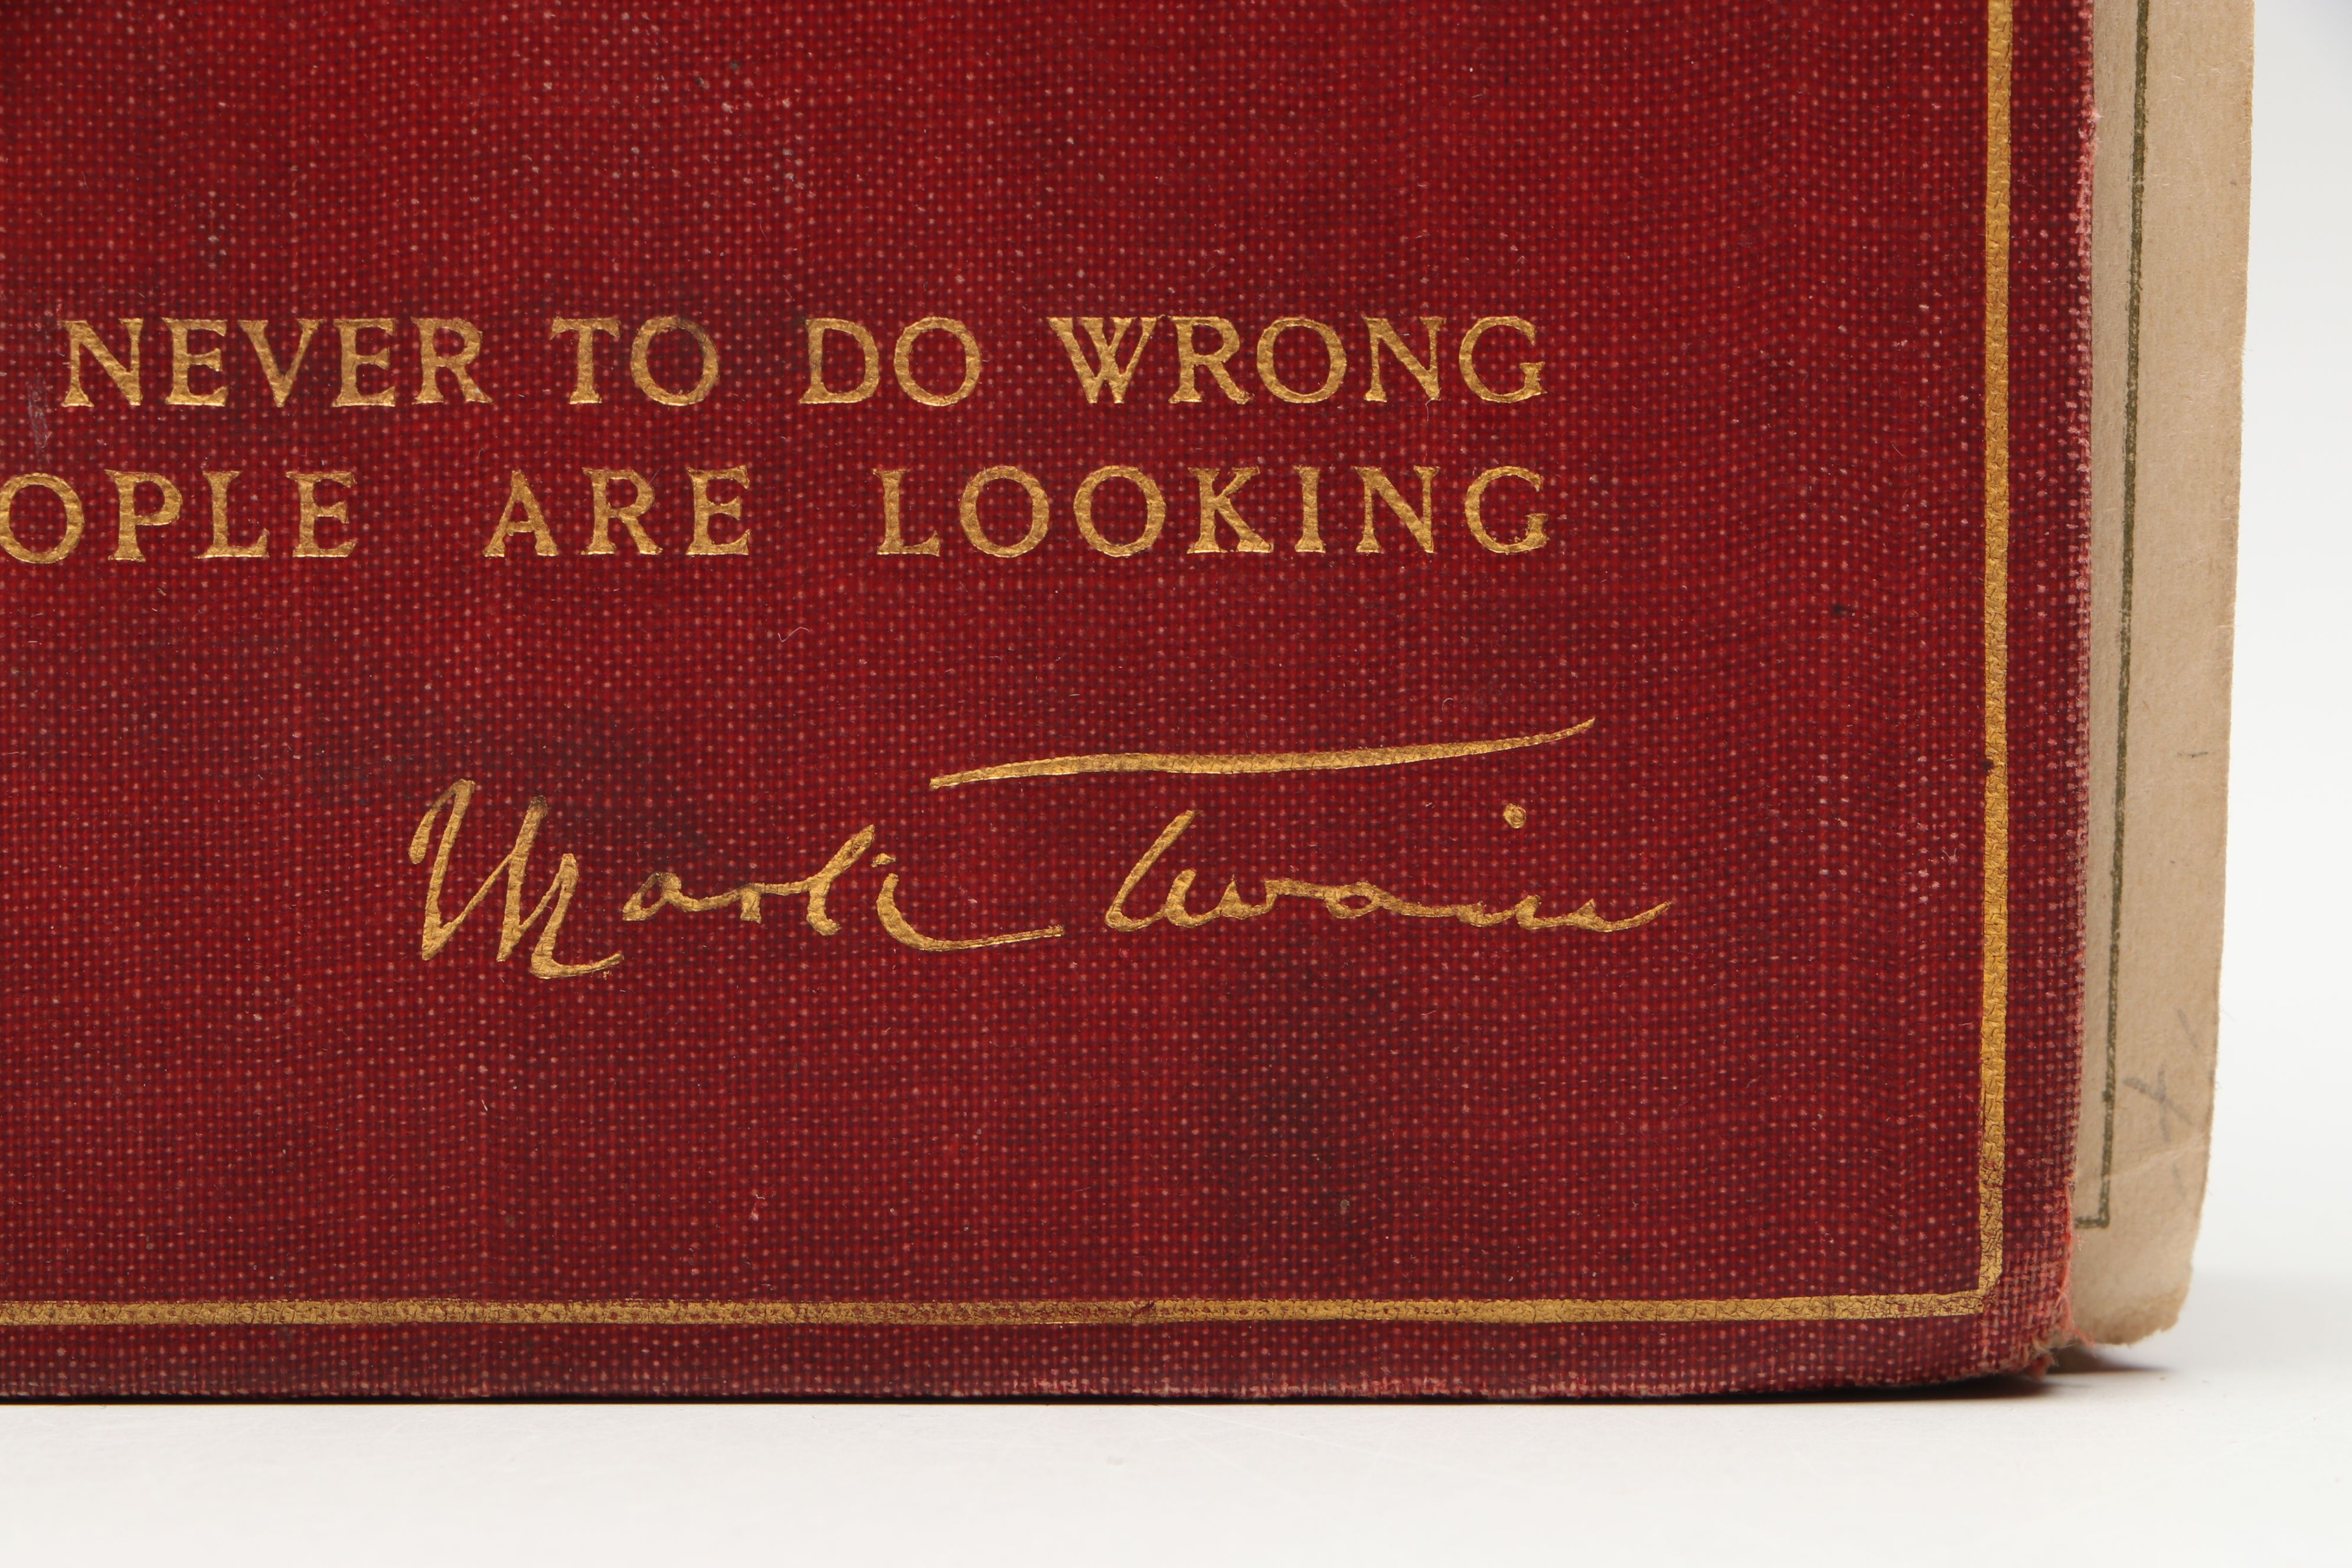 NEVER TO DO WRONG
OPLE ARE LOOKING
Mark Twain